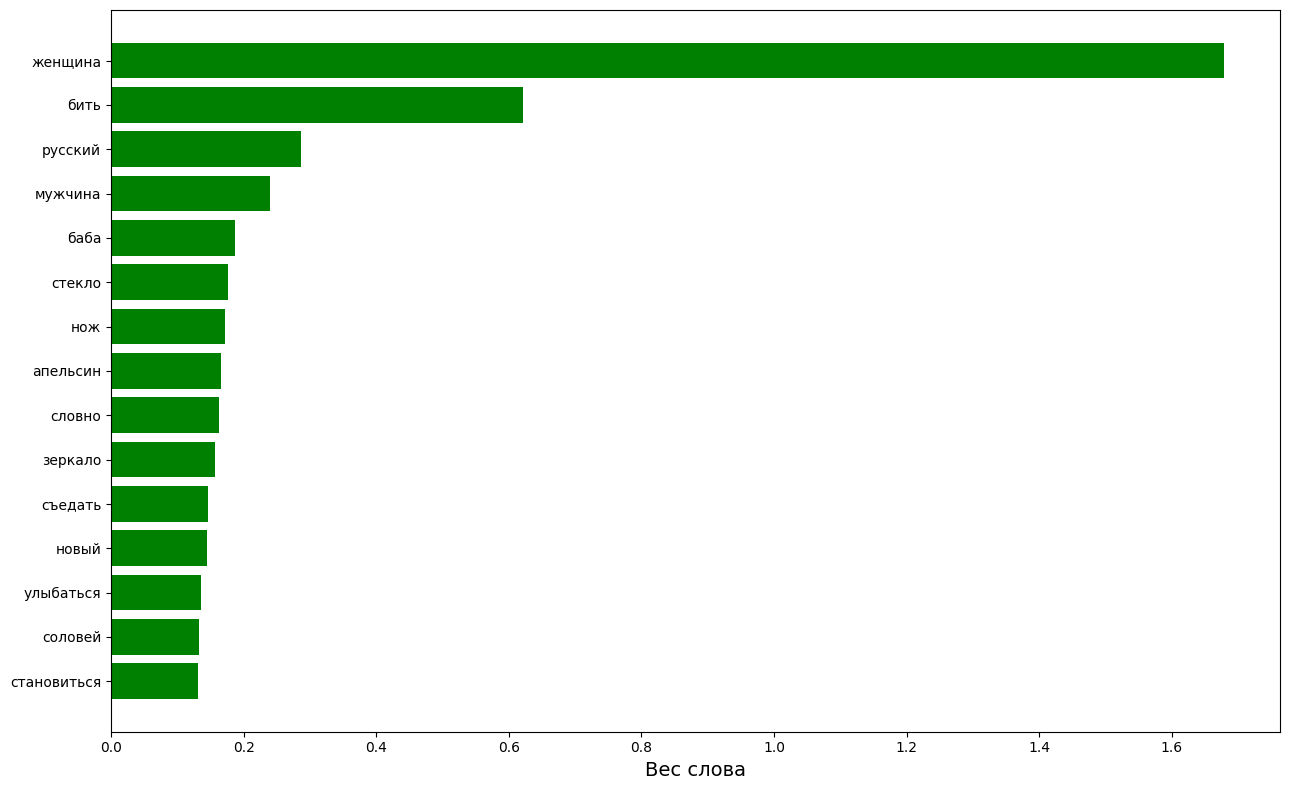 женщина
бить
русский
мужчина
баба
стекло
нож
апельсин
словно
зеркало
съедать
новый
улыбаться
соловей
становиться
0.0 0.2 0.4 0.6 0.8 1.0 1.2 1.4 1.6
Вес слова